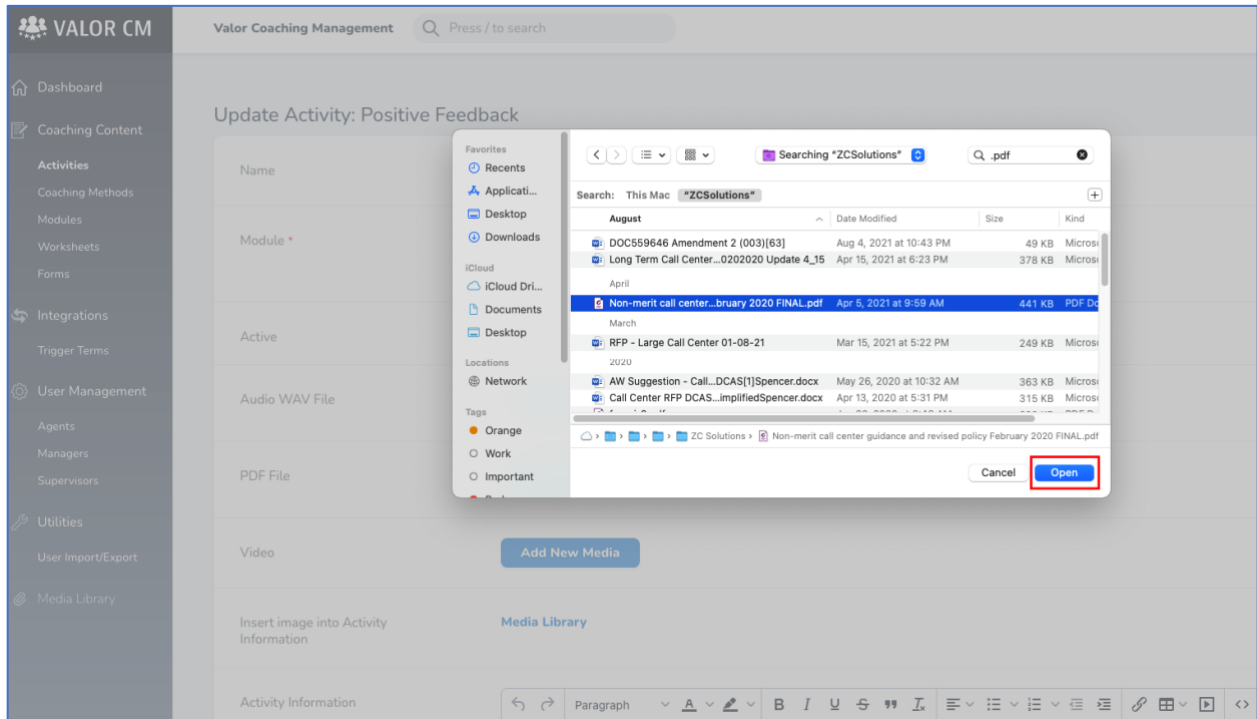 VALOR CM
Valor Coaching Management
Press / to search
Dashboard
Coaching Content
Activities
Coaching Methods
Modules
Worksheets
Forms
Integrations
Trigger Terms
User Management
Agents
Managers
Supervisors
Utilities
User Import/Export
Media Library
Update Activity: Positive Feedback
Name
Module *
Active
Audio WAV File
PDF File
Video
Add New Media
Insert image into Activity
Information
Media Library
Activity Information
Paragraph
Favorites
Recents
Applicati...
Desktop
Downloads
iCloud
iCloud Dri...
Documents
Desktop
Locations
Network
Tags
Orange
Work
Important
Searching "ZCSolutions"
.pdf
Search: This Mac "ZCSolutions"
August Date Modified Size Kind
DOC559646 Amendment 2 (003)[63] Aug 4, 2021 at 10:43 PM 49 KB Micros
Long Term Call Center...0202020 Update 4_15 Apr 15, 2021 at 6:23 PM 378 KB Micros
April
Non-merit call center...bruary 2020 FINAL.pdf Apr 5, 2021 at 9:59 AM 441 KB PDF Do
March
RFP - Large Call Center 01-08-21 Mar 15, 2021 at 5:22 PM 249 KB Micros
2020
AW Suggestion - Call...DCAS[1]Spencer.docx May 26, 2020 at 10:32 AM 363 KB Micros
Call Center RFP DCAS...implifiedSpencer.docx Apr 13, 2020 at 5:31 PM 315 KB Micros
ZC Solutions › Non-merit call center guidance and revised policy February 2020 FINAL.pdf
Cancel
Open